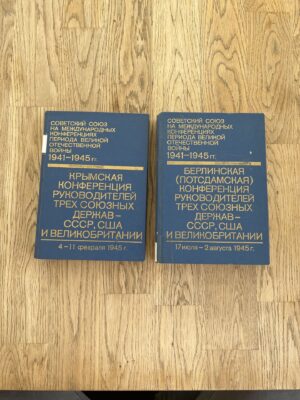 СОВЕТСКИЙ СОЮЗ
НА МЕЖДУНАРОДНЫХ
КОНФЕРЕНЦИЯХ
ПЕРИОДА ВЕЛИКОЙ
ОТЕЧЕСТВЕННОЙ
ВОЙНЫ
1941–1945 гг.
КРЫМСКАЯ
КОНФЕРЕНЦИЯ
РУКОВОДИТЕЛЕЙ
ТРЕХ СОЮЗНЫХ
ДЕРЖАВ –
СССР, США
И ВЕЛИКОБРИТАНИИ
4–11 февраля 1945 г.
СОВЕТСКИЙ СОЮЗ
НА МЕЖДУНАРОДНЫХ
КОНФЕРЕНЦИЯХ
ПЕРИОДА ВЕЛИКОЙ
ОТЕЧЕСТВЕННОЙ
ВОЙНЫ
1941–1945 гг.
БЕРЛИНСКАЯ
(ПОТСДАМСКАЯ)
КОНФЕРЕНЦИЯ
РУКОВОДИТЕЛЕЙ
ТРЕХ СОЮЗНЫХ
ДЕРЖАВ –
СССР, США
И ВЕЛИКОБРИТАНИИ
17 июля – 2 августа 1945 г.